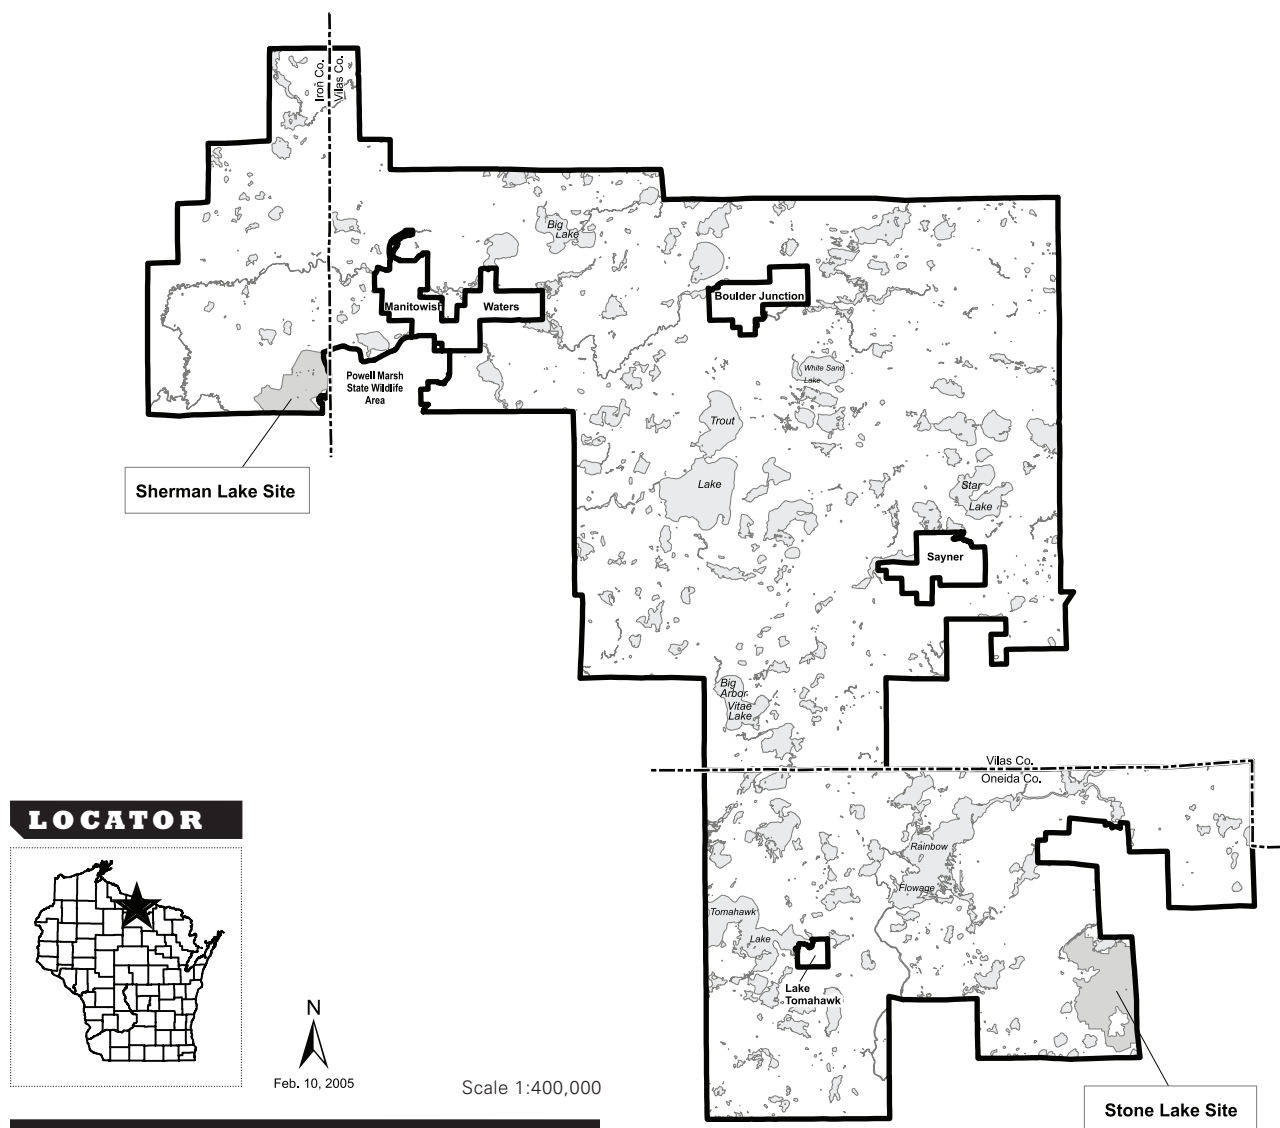 Iron Co.
Vilas Co.
Big
Lake
Manitowish
Waters
Boulder Junction
Powell Marsh
State Wildlife
Area
White Sand
Lake
Trout
Lake
Star
Lake
Sherman Lake Site
Sayner
Big
Arbor
Vitae
Lake
Vilas Co.
Oneida Co.
Rainbow
Flowage
Tomahawk
Lake
Lake
Tomahawk
LOCATOR
N
Feb. 10, 2005
Scale 1:400,000
Stone Lake Site